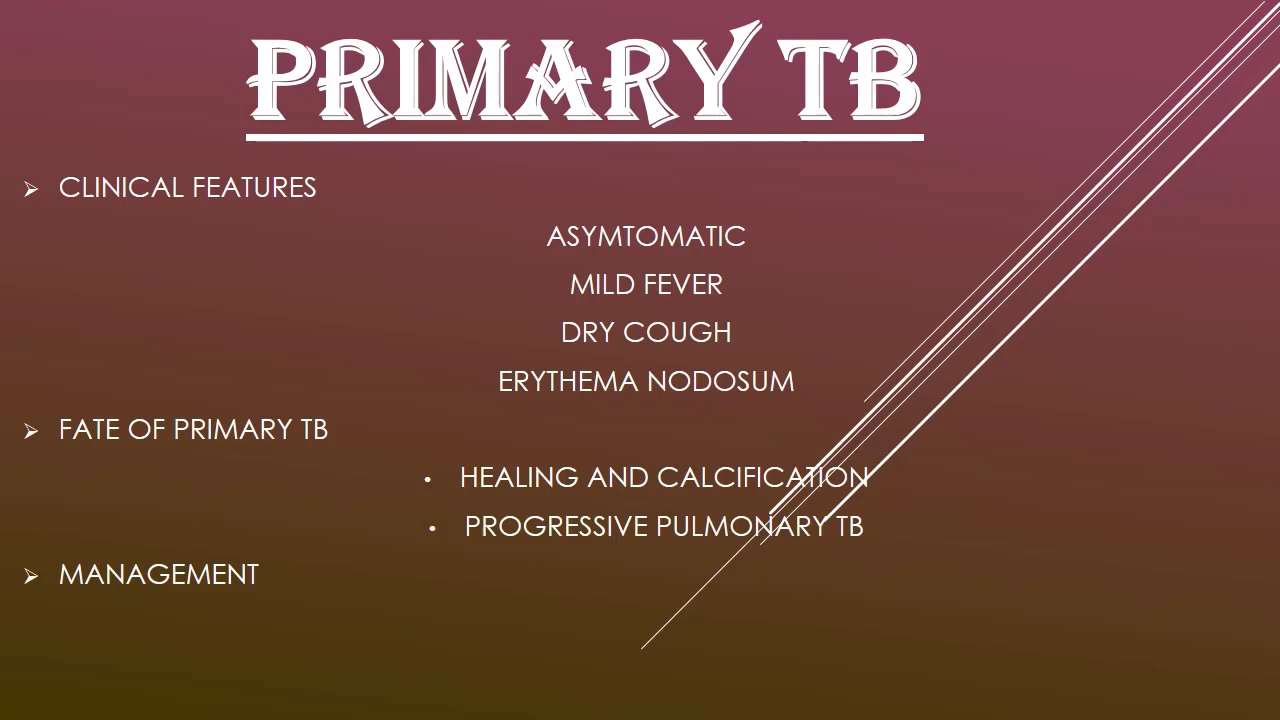 PRIMARY TB
➢ CLINICAL FEATURES
ASYMTOMATIC
MILD FEVER
DRY COUGH
ERYTHEMA NODOSUM
➢ FATE OF PRIMARY TB
• HEALING AND CALCIFICATION
• PROGRESSIVE PULMONARY TB
➢ MANAGEMENT